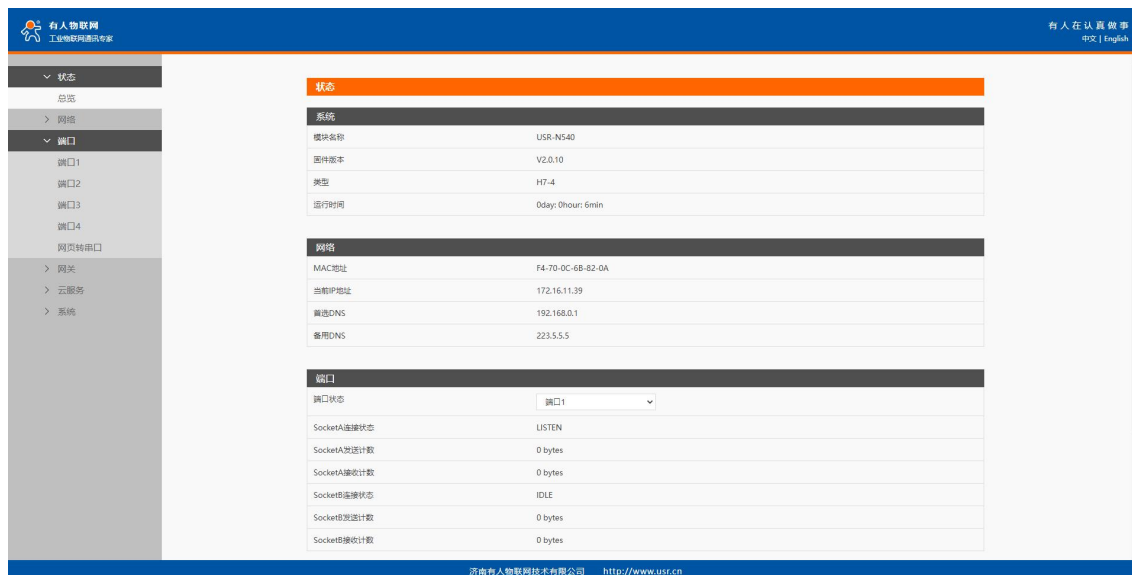 有人物联网
工业物联网通讯专家
有人在认真做事
中文 | English
状态
总览
网络
端口
端口1
端口2
端口3
端口4
网页转串口
网关
云服务
系统
状态
系统
模块名称 USR-N540
固件版本 V2.0.10
类型 H7-4
运行时间 0day: 0hour: 6min
网络
MAC地址 F4-70-0C-6B-82-0A
当前IP地址 172.16.11.39
首选DNS 192.168.0.1
备用DNS 223.5.5.5
端口
端口状态 端口1
SocketA连接状态 LISTEN
SocketA发送计数 0 bytes
SocketA接收计数 0 bytes
SocketB连接状态 IDLE
SocketB发送计数 0 bytes
SocketB接收计数 0 bytes
济南有人物联网技术有限公司 http://www.usr.cn